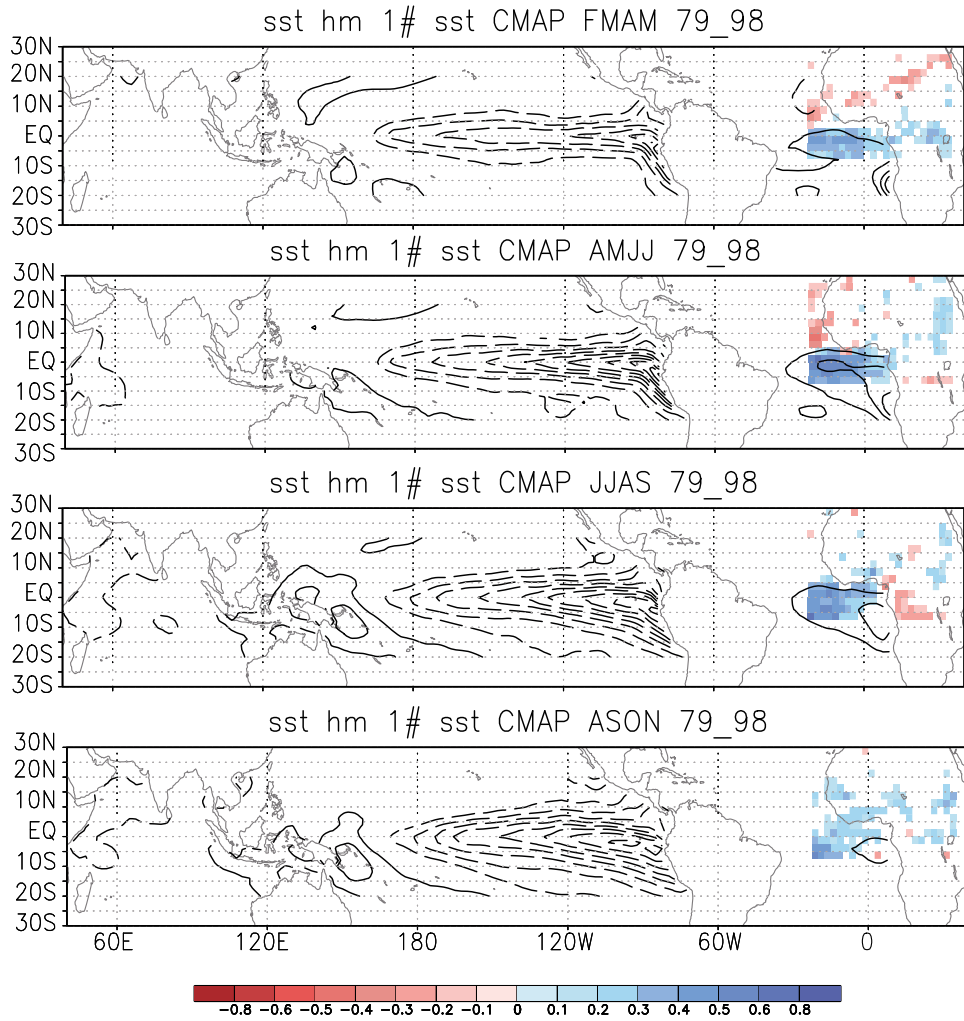 sst hm 1# sst CMAP FMAM 79_98
30N
20N
10N
EQ
10S
20S
30S
sst hm 1# sst CMAP AMJJ 79_98
30N
20N
10N
EQ
10S
20S
30S
sst hm 1# sst CMAP JJAS 79_98
30N
20N
10N
EQ
10S
20S
30S
sst hm 1# sst CMAP ASON 79_98
30N
20N
10N
EQ
10S
20S
30S
60E 120E 180 120W 60W 0
-0.8 -0.6 -0.5 -0.4 -0.3 -0.2 -0.1 0 0.1 0.2 0.3 0.4 0.5 0.6 0.8